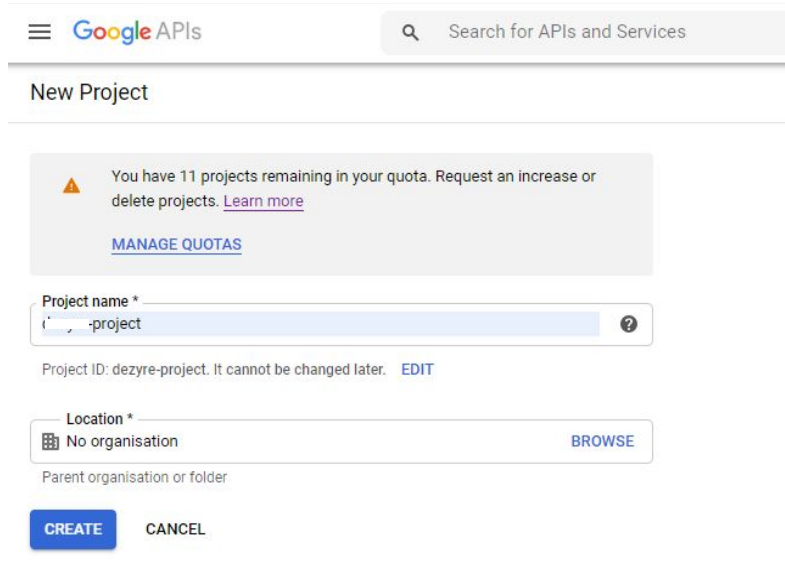 Google APIs
Search for APIs and Services
New Project
You have 11 projects remaining in your quota. Request an increase or
delete projects. Learn more
MANAGE QUOTAS
Project name *
-project
Project ID: dezyre-project. It cannot be changed later. EDIT
Location *
No organisation BROWSE
Parent organisation or folder
CREATE CANCEL